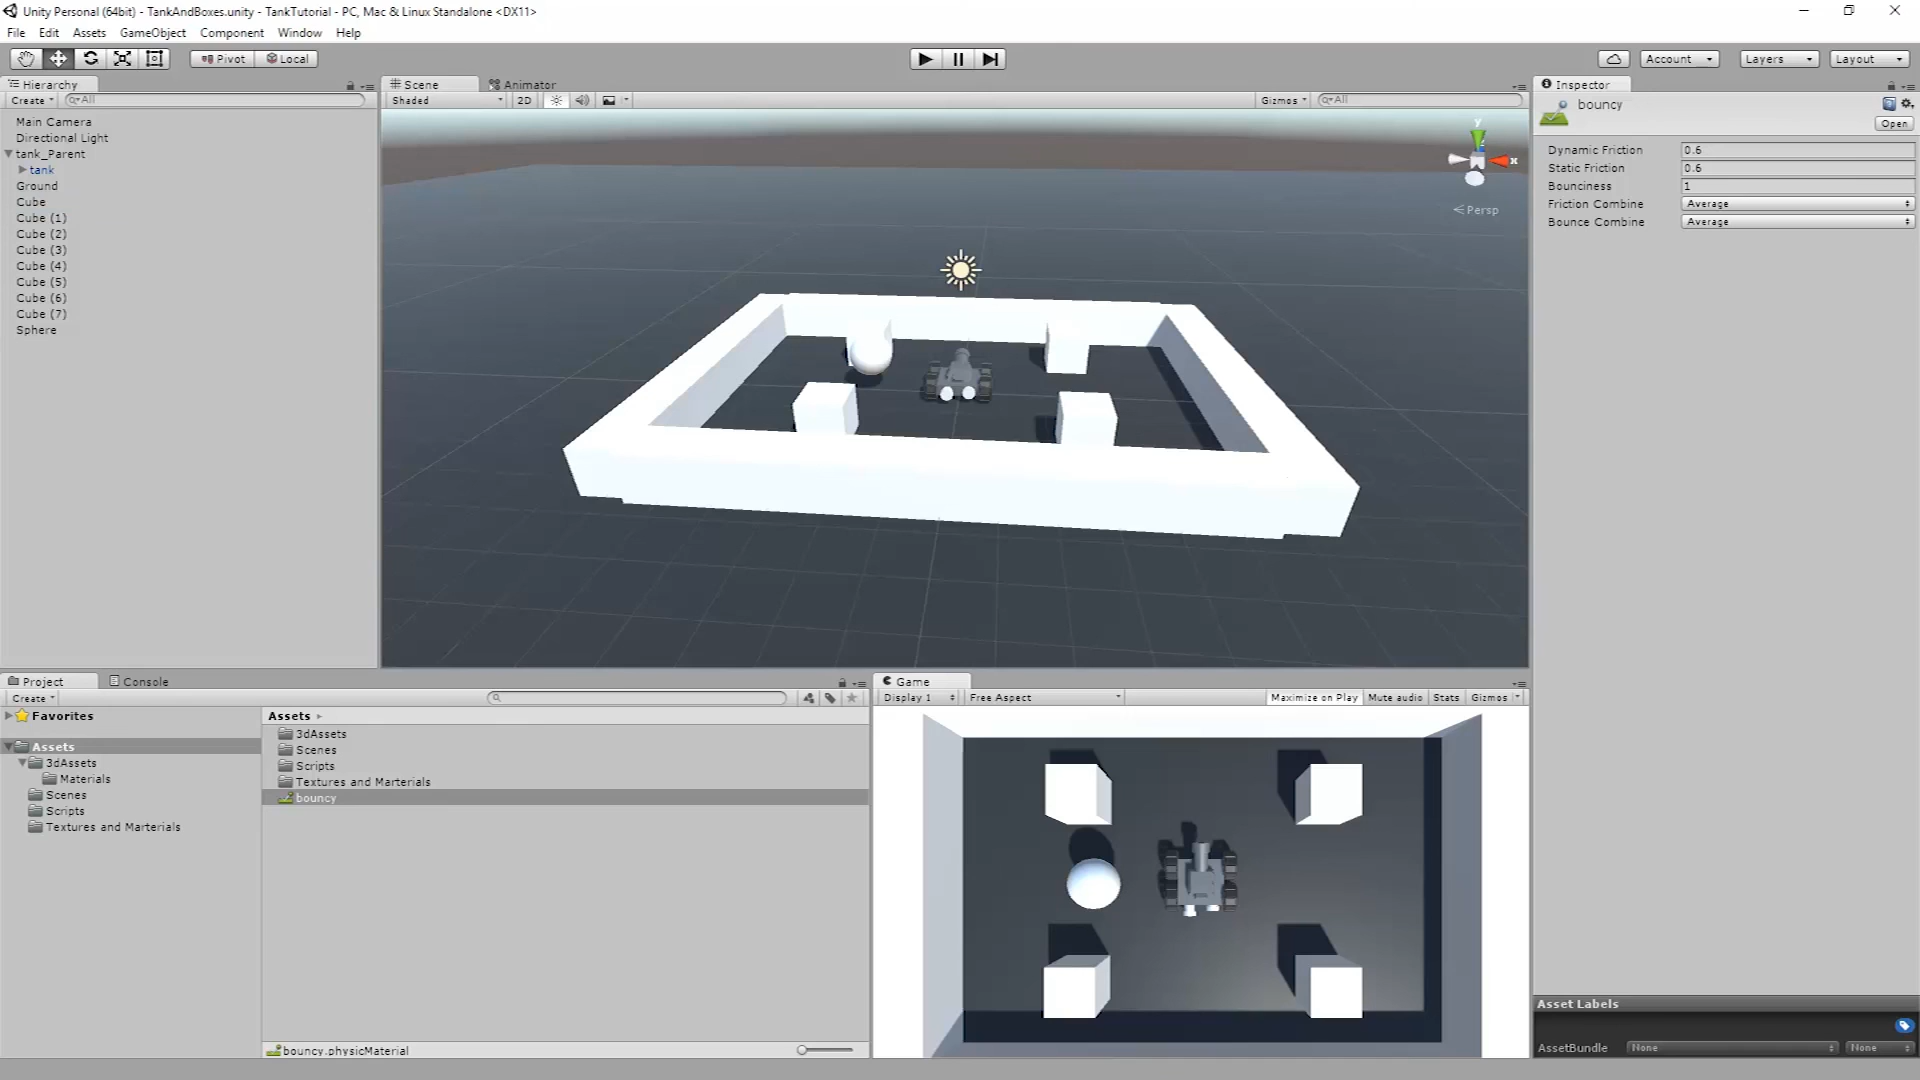 Unity Personal (64bit) - TankAndBoxes.unity - TankTutorial - PC, Mac & Linux Standalone <DX11>
File Edit Assets GameObject Component Window Help
Pivot Local Account Layers Layout
Hierarchy
Create All
Main Camera
Directional Light
tank_Parent
tank
Ground
Cube
Cube (1)
Cube (2)
Cube (3)
Cube (4)
Cube (5)
Cube (6)
Cube (7)
Sphere
Scene Animator
Shaded 2D Gizmos All
y
x
Persp
Inspector
bouncy
Open
Dynamic Friction 0.6
Static Friction 0.6
Bounciness 1
Friction Combine Average
Bounce Combine Average
Project Console
Create
Favorites
Assets
3dAssets
Materials
Scenes
Scripts
Textures and Marterials
Assets
3dAssets
Scenes
Scripts
Textures and Marterials
bouncy
bouncy.physicMaterial
Game
Display 1 Free Aspect Maximize on Play Mute audio Stats Gizmos
Asset Labels
AssetBundle None None